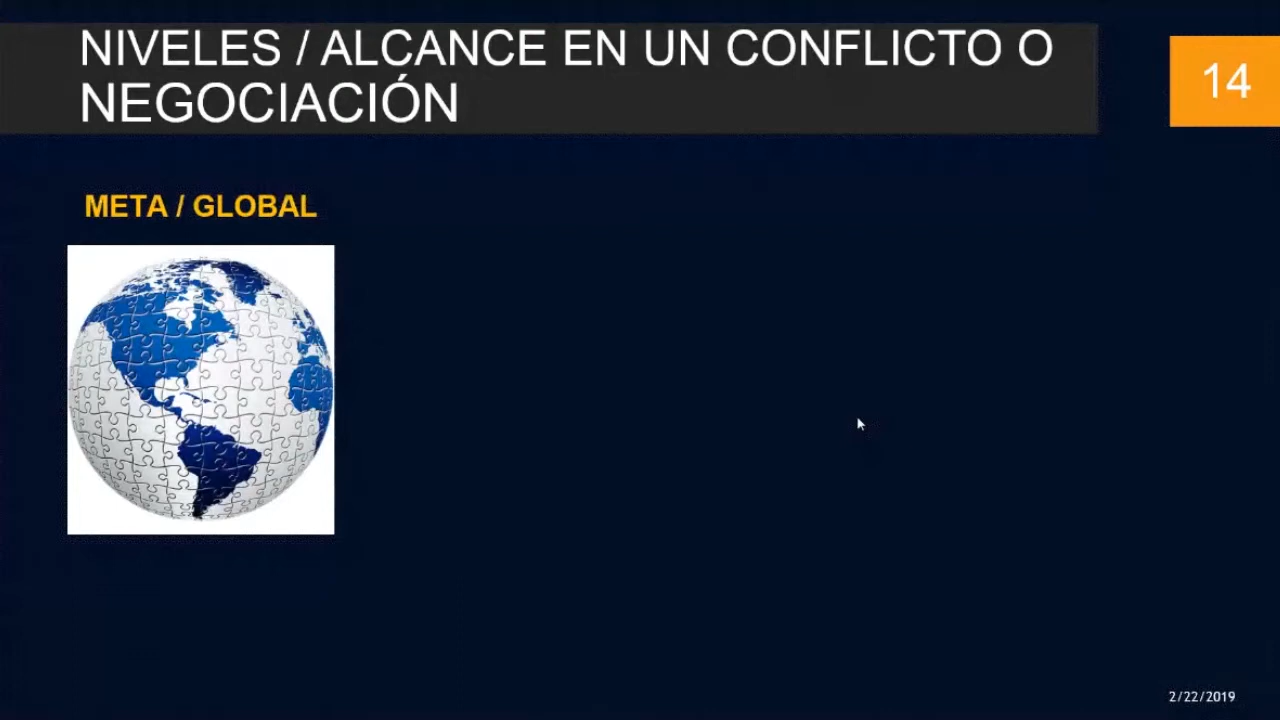 NIVELES / ALCANCE EN UN CONFLICTO O
NEGOCIACIÓN
14
META / GLOBAL
2/22/2019